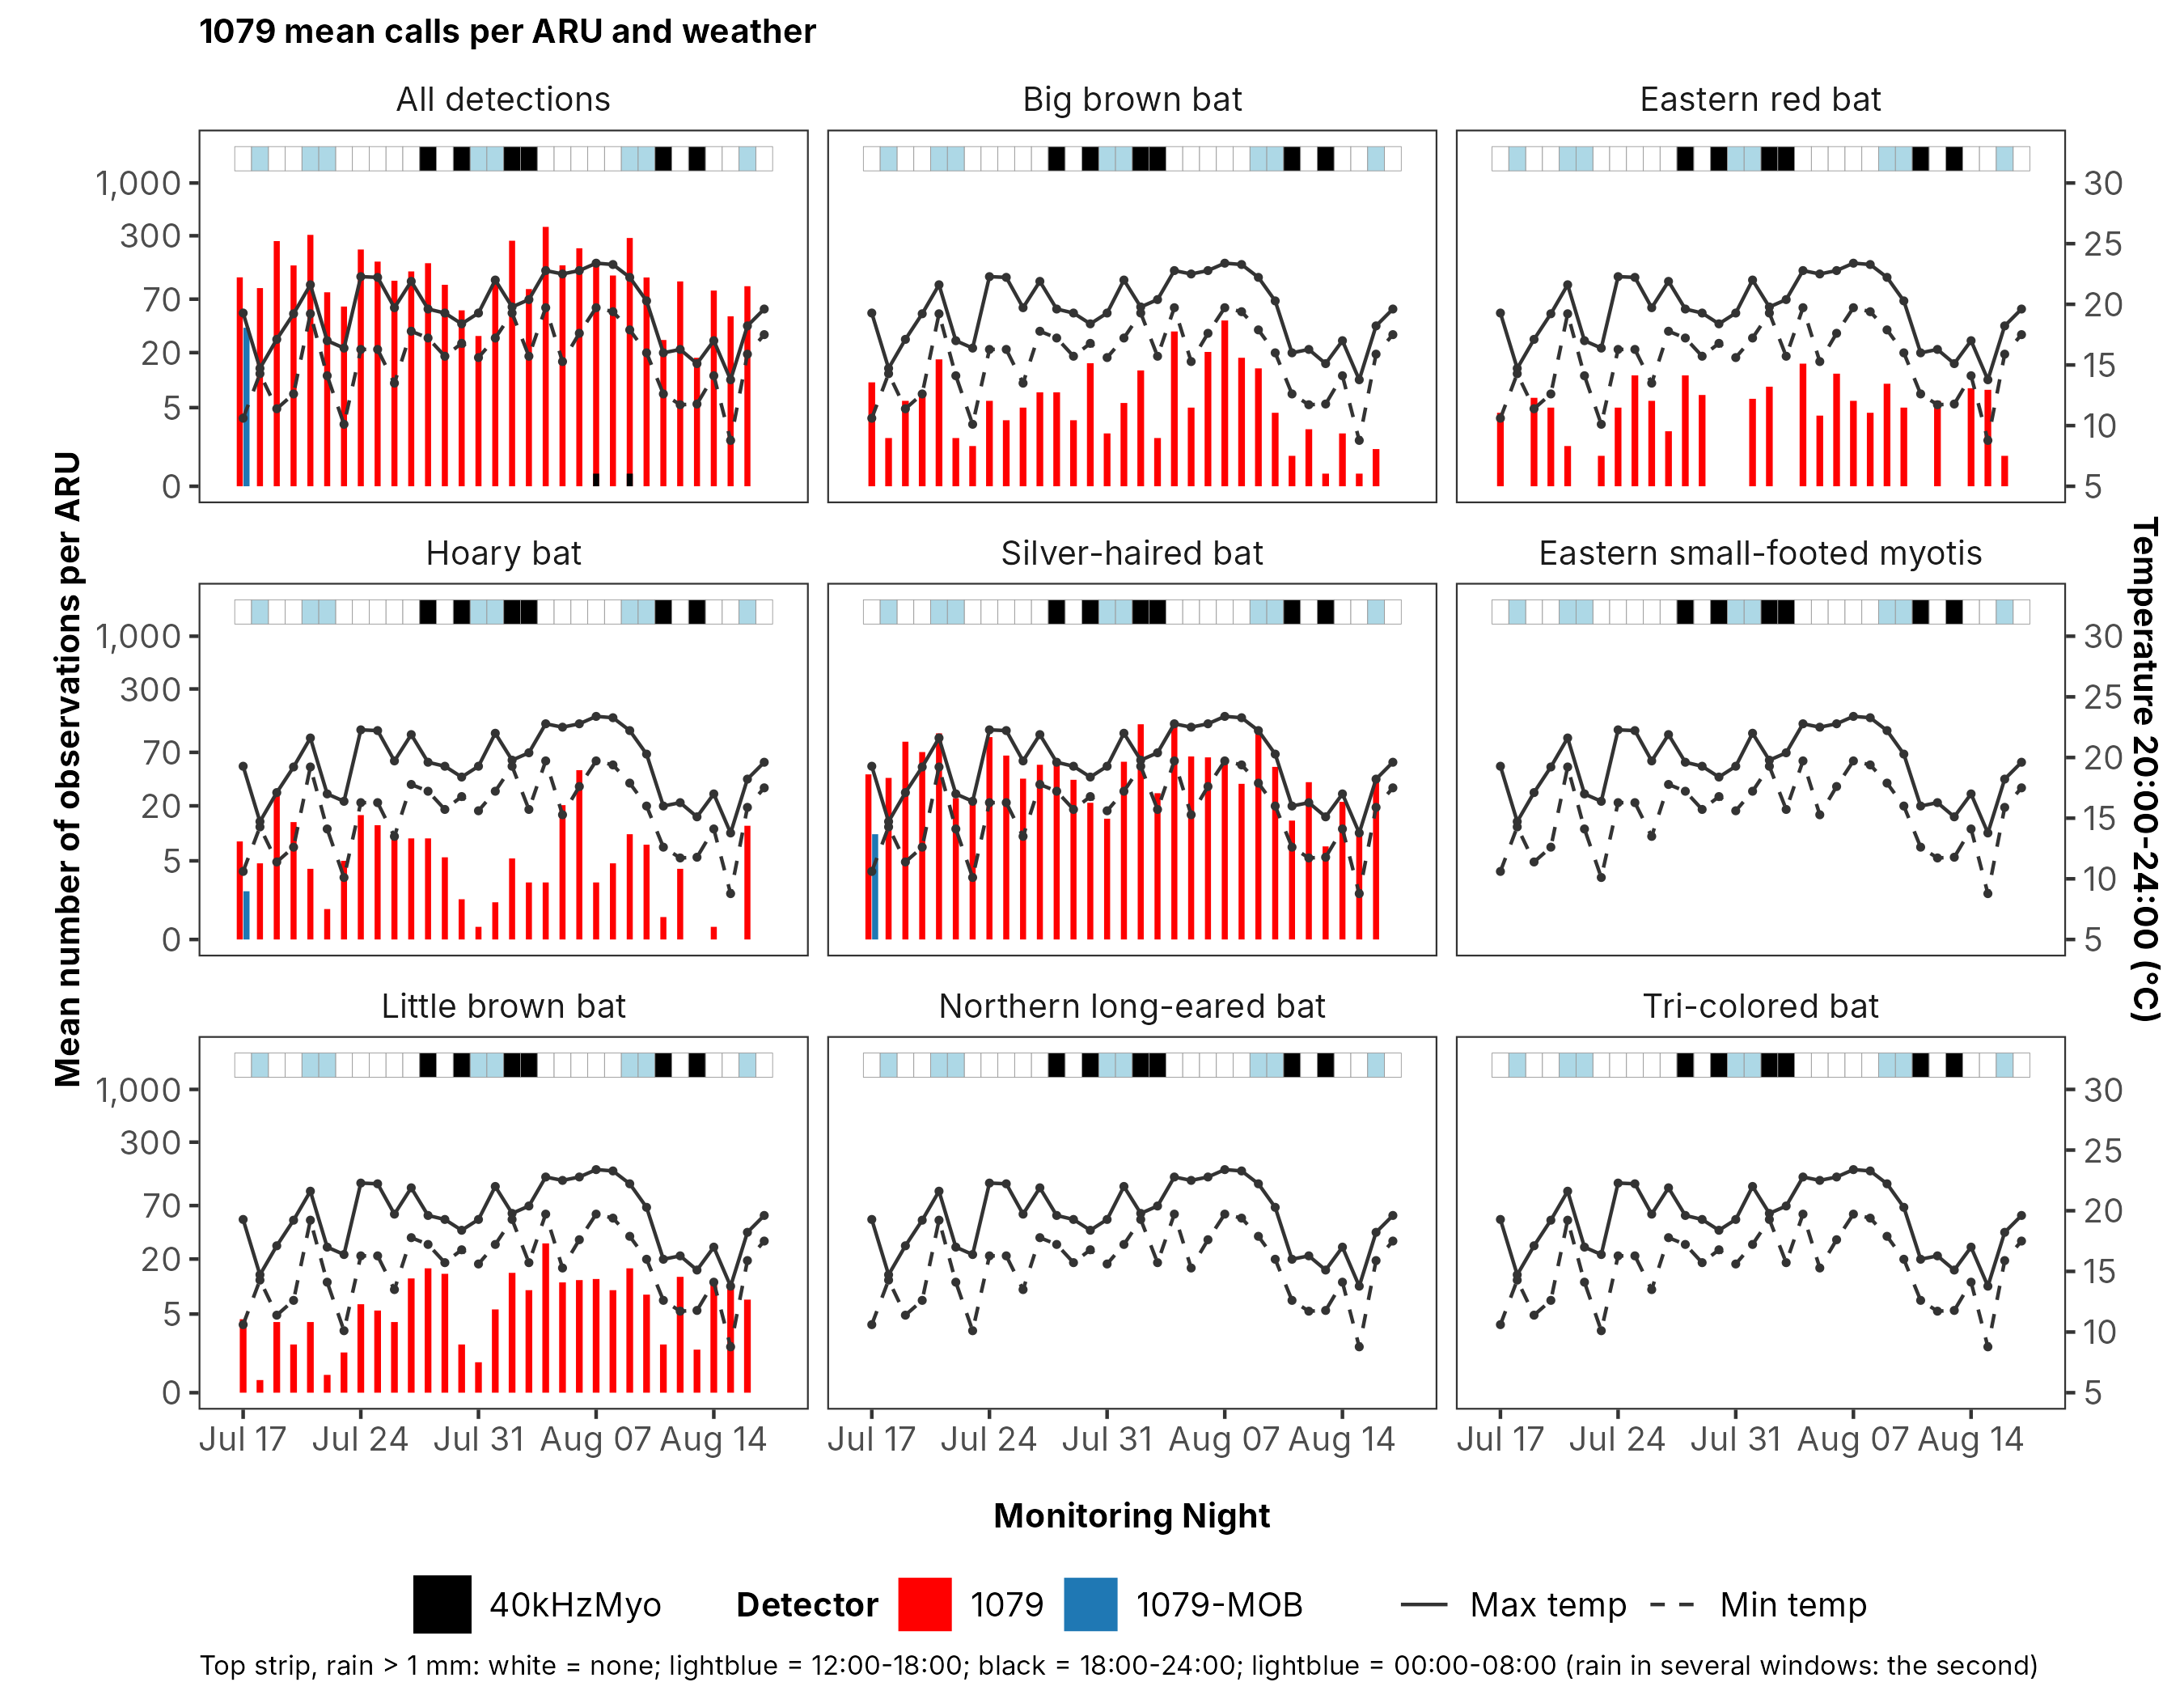 1079 mean calls per ARU and weather
All detections
Big brown bat
Eastern red bat
1,000
300
70
20
5
0
30
25
20
15
10
5
Hoary bat
Silver-haired bat
Eastern small-footed myotis
1,000
300
70
20
5
0
30
25
20
15
10
5
Little brown bat
Northern long-eared bat
Tri-colored bat
1,000
300
70
20
5
0
30
25
20
15
10
5
Mean number of observations per ARU
Temperature 20:00-24:00 (°C)
Jul 17 Jul 24 Jul 31 Aug 07 Aug 14
Jul 17 Jul 24 Jul 31 Aug 07 Aug 14
Jul 17 Jul 24 Jul 31 Aug 07 Aug 14
Monitoring Night
40kHzMyo Detector 1079 1079-MOB Max temp Min temp
Top strip, rain > 1 mm: white = none; lightblue = 12:00-18:00; black = 18:00-24:00; lightblue = 00:00-08:00 (rain in several windows: the second)